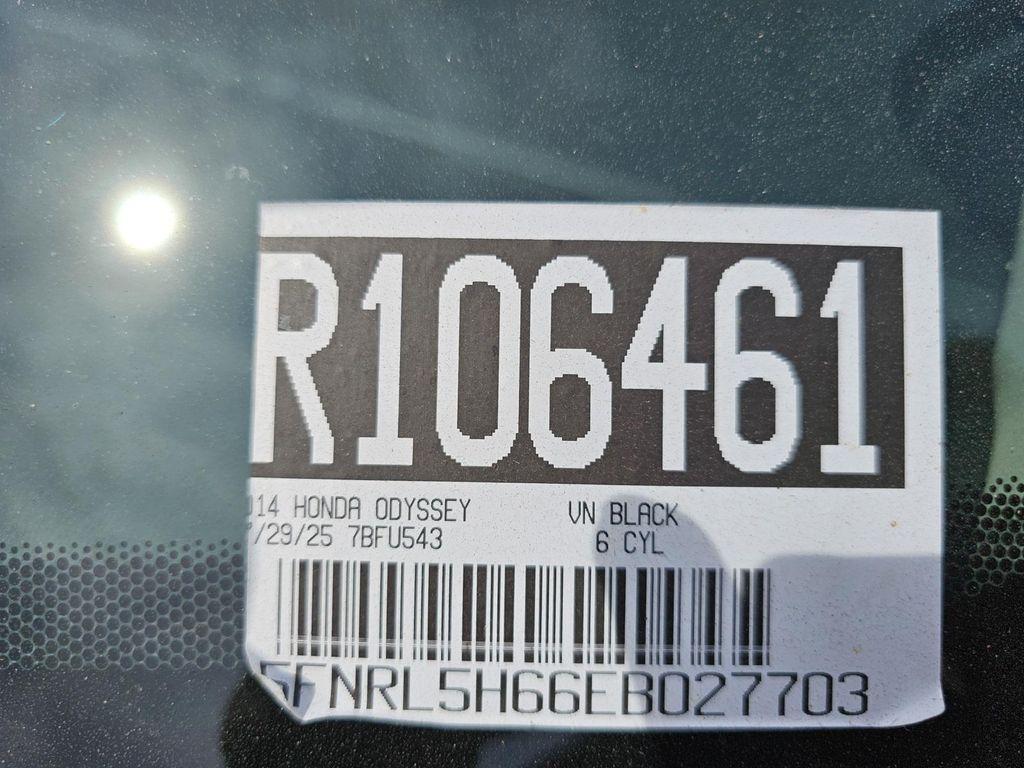 R106461
014 HONDA ODYSSEY VN BLACK
/29/25 7BFU543 6 CYL
5FNRL5H66EB027703